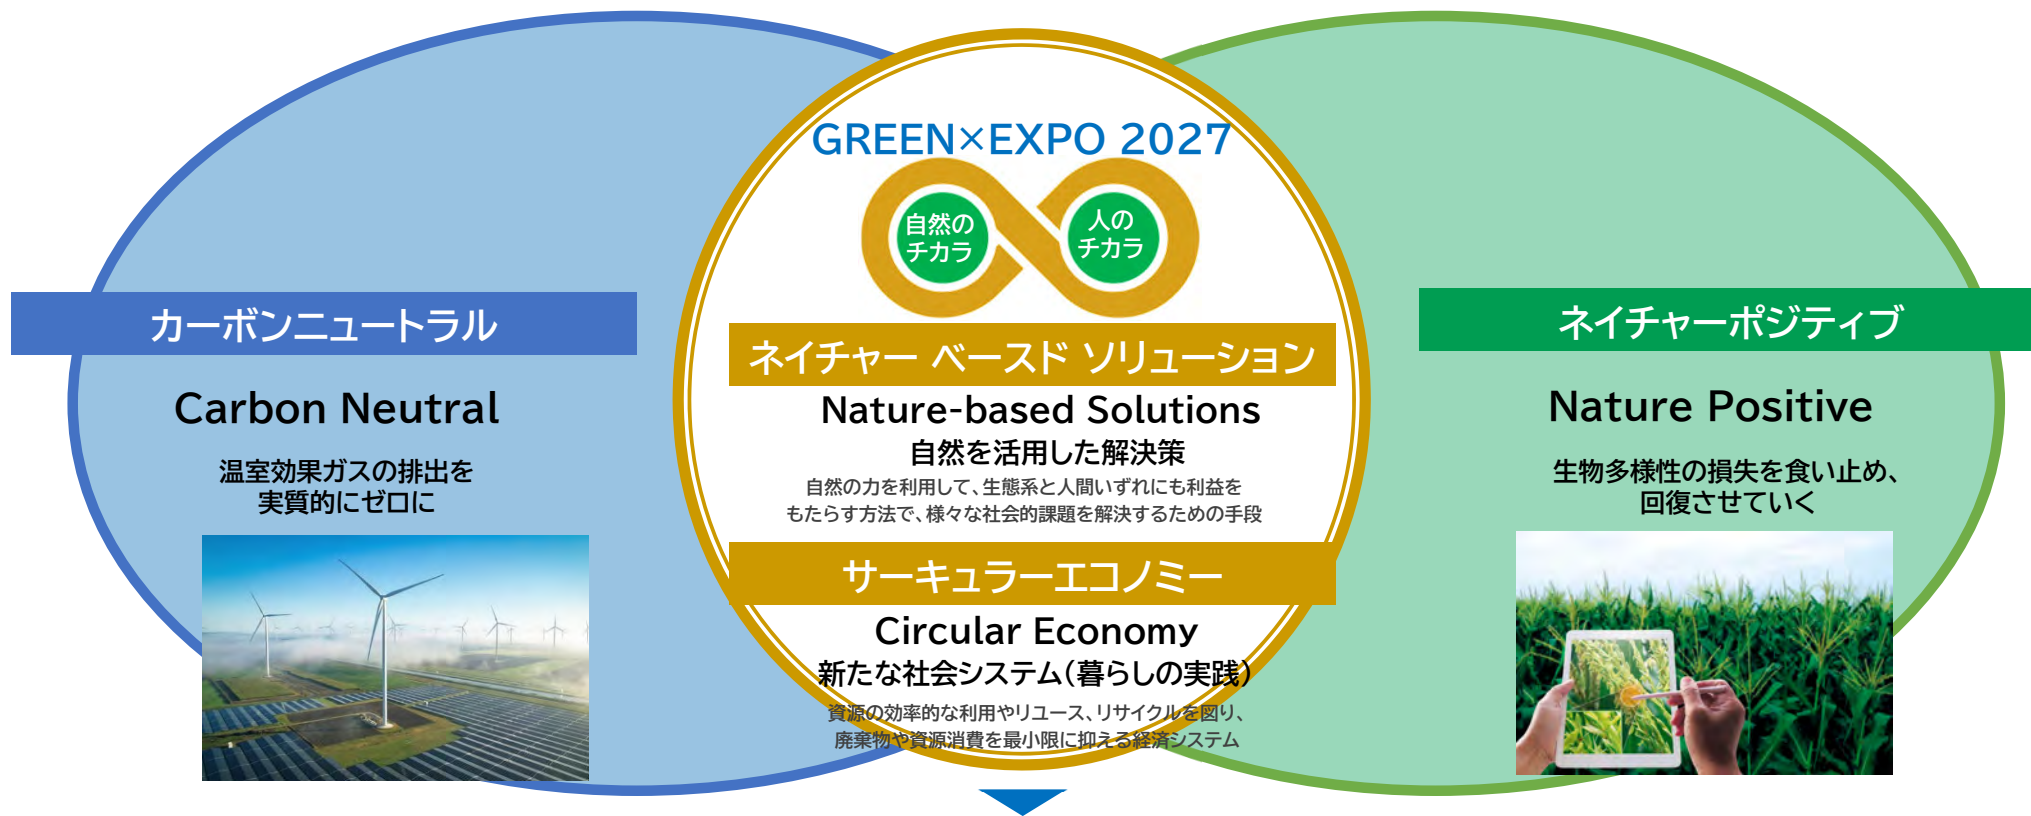 GREEN×EXPO 2027
自然の
チカラ
人の
チカラ
カーボンニュートラル
Carbon Neutral
温室効果ガスの排出を
実質的にゼロに
ネイチャー ベースド ソリューション
Nature-based Solutions
自然を活用した解決策
自然の力を利用して、生態系と人間いずれにも利益を
もたらす方法で、様々な社会的課題を解決するための手段
サーキュラーエコノミー
Circular Economy
新たな社会システム(暮らしの実践)
資源の効率的な利用やリユース、リサイクルを図り、
廃棄物や資源消費を最小限に抑える経済システム
ネイチャーポジティブ
Nature Positive
生物多様性の損失を食い止め、
回復させていく